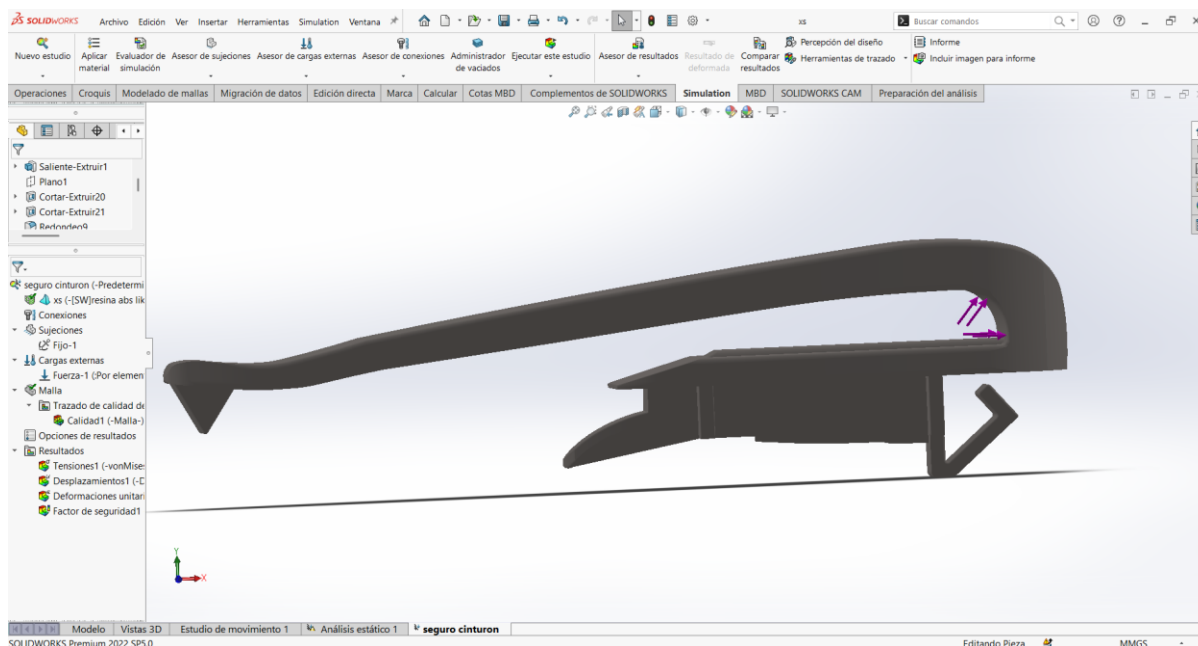 SOLIDWORKS Archivo Edición Ver Insertar Herramientas Simulation Ventana xs Buscar comandos
Nuevo estudio Aplicar material Evaluador de simulación Asesor de sujeciones Asesor de cargas externas Asesor de conexiones Administrador de vaciados Ejecutar este estudio Asesor de resultados Resultado de deformada Comparar resultados
Percepción del diseño Informe
Herramientas de trazado Incluir imagen para informe
Operaciones Croquis Modelado de mallas Migración de datos Edición directa Marca Calcular Cotas MBD Complementos de SOLIDWORKS Simulation MBD SOLIDWORKS CAM Preparación del análisis
Saliente-Extruir1
Plano1
Cortar-Extruir20
Cortar-Extruir21
Redondeo9
seguro cinturon (-Predetermi
xs (-[SW]resina abs lik
Conexiones
Sujeciones
Fijo-1
Cargas externas
Fuerza-1 (:Por elemen
Malla
Trazado de calidad de
Calidad1 (-Malla-)
Opciones de resultados
Resultados
Tensiones1 (-vonMise
Desplazamientos1 (-D
Deformaciones unitari
Factor de seguridad1
Y
X
Modelo Vistas 3D Estudio de movimiento 1 Análisis estático 1 seguro cinturon
SOLIDWORKS Premium 2022 SP5.0 Editando Pieza MMGS